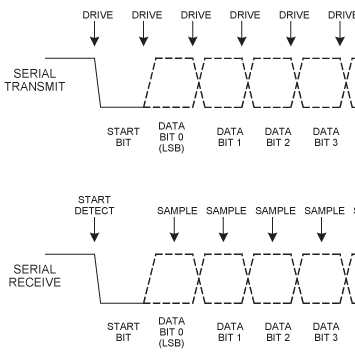 DRIVE DRIVE DRIVE DRIVE DRIVE DRIVE
SERIAL
TRANSMIT
START
BIT
DATA
BIT 0
(LSB)
DATA
BIT 1
DATA
BIT 2
DATA
BIT 3
START
DETECT
SAMPLE SAMPLE SAMPLE SAMPLE
SERIAL
RECEIVE
START
BIT
DATA
BIT 0
(LSB)
DATA
BIT 1
DATA
BIT 2
DATA
BIT 3